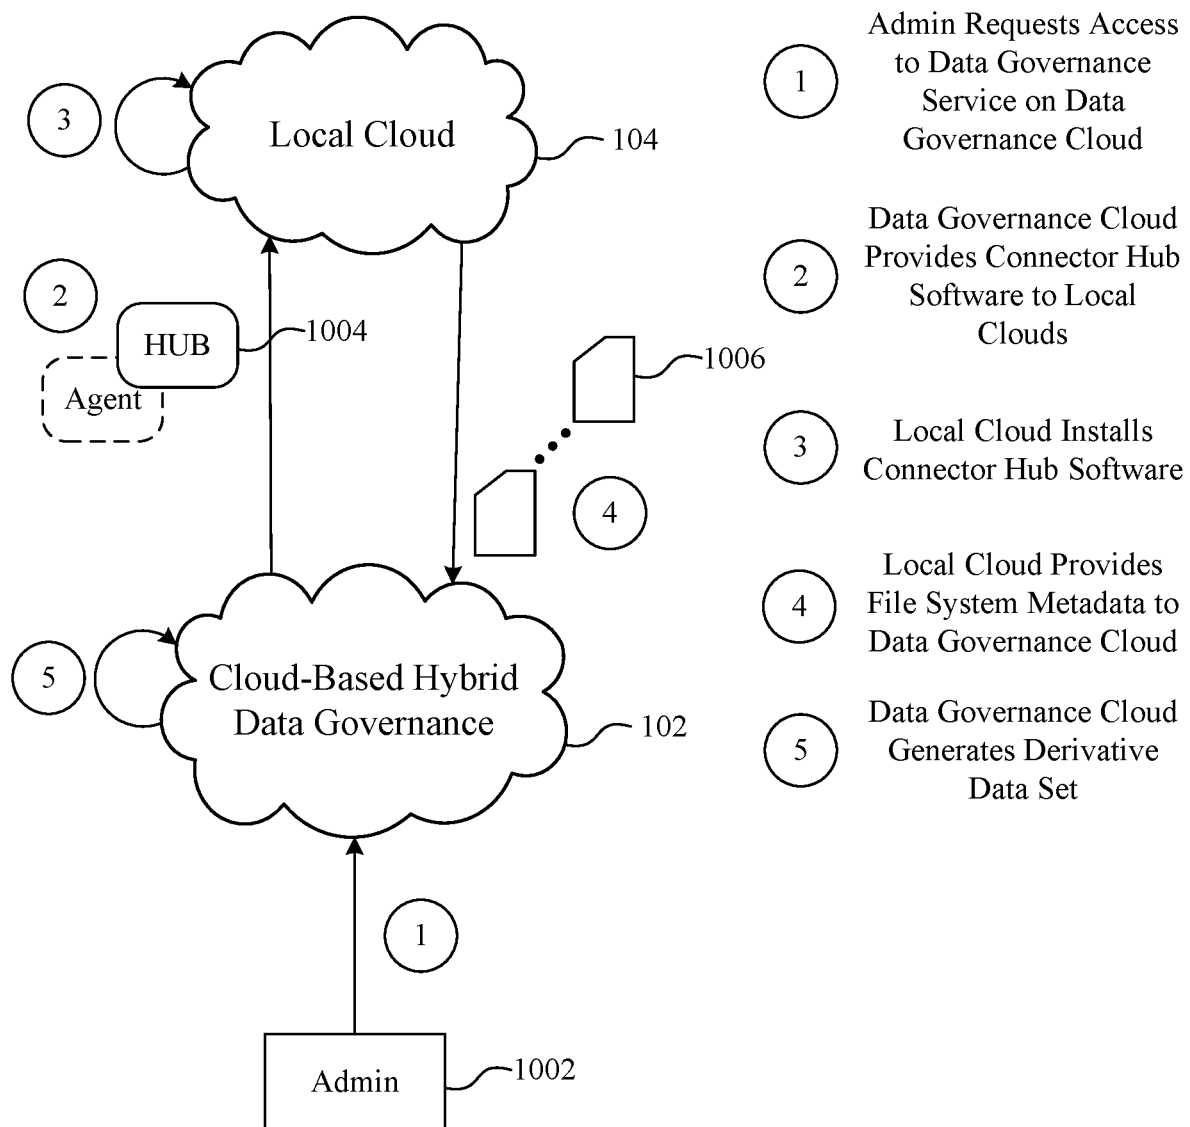 3
Local Cloud
104
2
HUB
1004
Agent
1006
4
5
Cloud-Based Hybrid
Data Governance
102
1
Admin
1002
1
Admin Requests Access
to Data Governance
Service on Data
Governance Cloud
2
Data Governance Cloud
Provides Connector Hub
Software to Local
Clouds
3
Local Cloud Installs
Connector Hub Software
4
Local Cloud Provides
File System Metadata to
Data Governance Cloud
5
Data Governance Cloud
Generates Derivative
Data Set